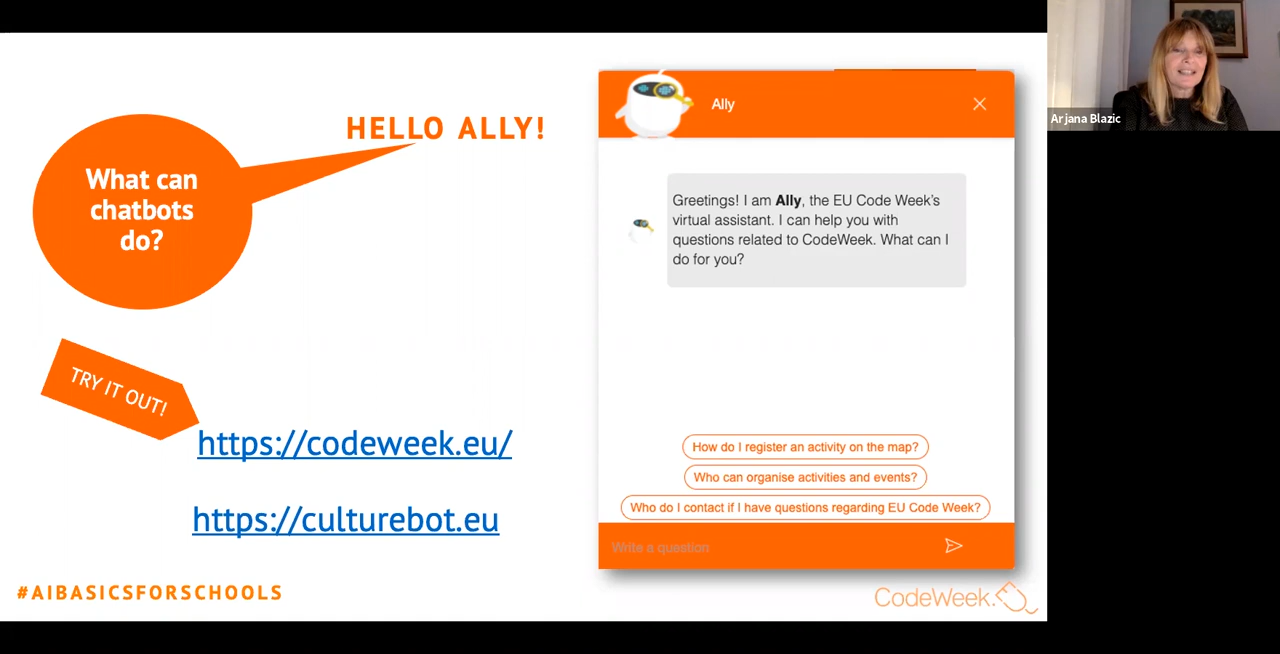 HELLO ALLY!
What can
chatbots
do?
TRY IT OUT!
https://codeweek.eu/
https://culturebot.eu
#AIBASICSFORSCHOOLS
Ally
Greetings! I am Ally, the EU Code Week's
virtual assistant. I can help you with
questions related to CodeWeek. What can I
do for you?
How do I register an activity on the map?
Who can organise activities and events?
Who do I contact if I have questions regarding EU Code Week?
Write a question
CodeWeek.
Arjana Blazic